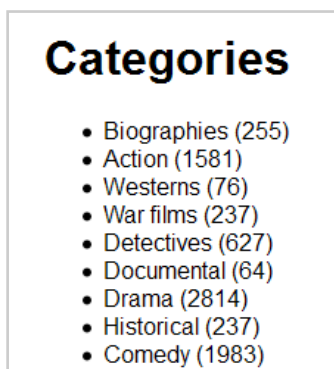 Categories
• Biographies (255)
• Action (1581)
• Westerns (76)
• War films (237)
• Detectives (627)
• Documental (64)
• Drama (2814)
• Historical (237)
• Comedy (1983)